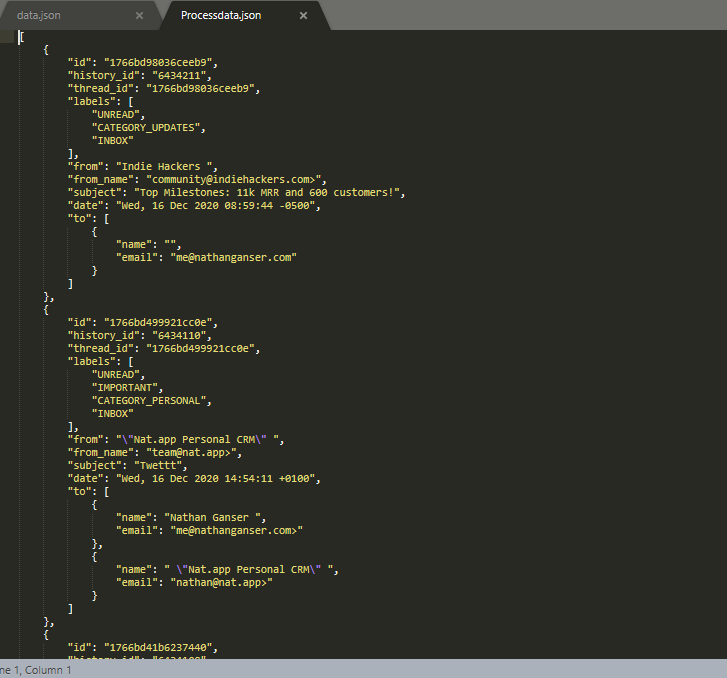 data.json × Processdata.json ×
[
{
"id": "1766bd98036ceeb9",
"history_id": "6434211",
"thread_id": "1766bd98036ceeb9",
"labels": [
"UNREAD",
"CATEGORY_UPDATES",
"INBOX"
],
"from": "Indie Hackers ",
"from_name": "community@indiehackers.com>",
"subject": "Top Milestones: 11k MRR and 600 customers!",
"date": "Wed, 16 Dec 2020 08:59:44 -0500",
"to": [
{
"name": "",
"email": "me@nathanganser.com"
}
]
},
{
"id": "1766bd499921cc0e",
"history_id": "6434110",
"thread_id": "1766bd499921cc0e",
"labels": [
"UNREAD",
"IMPORTANT",
"CATEGORY_PERSONAL",
"INBOX"
],
"from": "\"Nat.app Personal CRM\" ",
"from_name": "team@nat.app>",
"subject": "Twettt",
"date": "Wed, 16 Dec 2020 14:54:11 +0100",
"to": [
{
"name": "Nathan Ganser ",
"email": "me@nathanganser.com>"
},
{
"name": " \"Nat.app Personal CRM\" ",
"email": "nathan@nat.app>"
}
]
},
{
"id": "1766bd41b6237440",
ne 1, Column 1